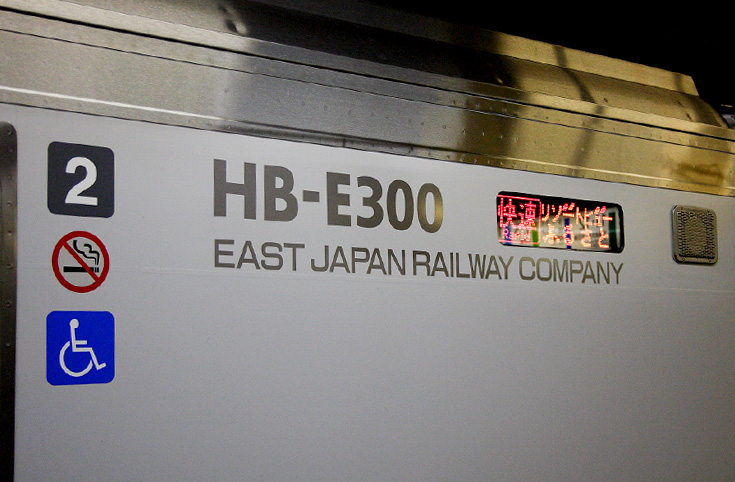 2
HB-E300
EAST JAPAN RAILWAY COMPANY
快速
リゾートビュー
ふるさと